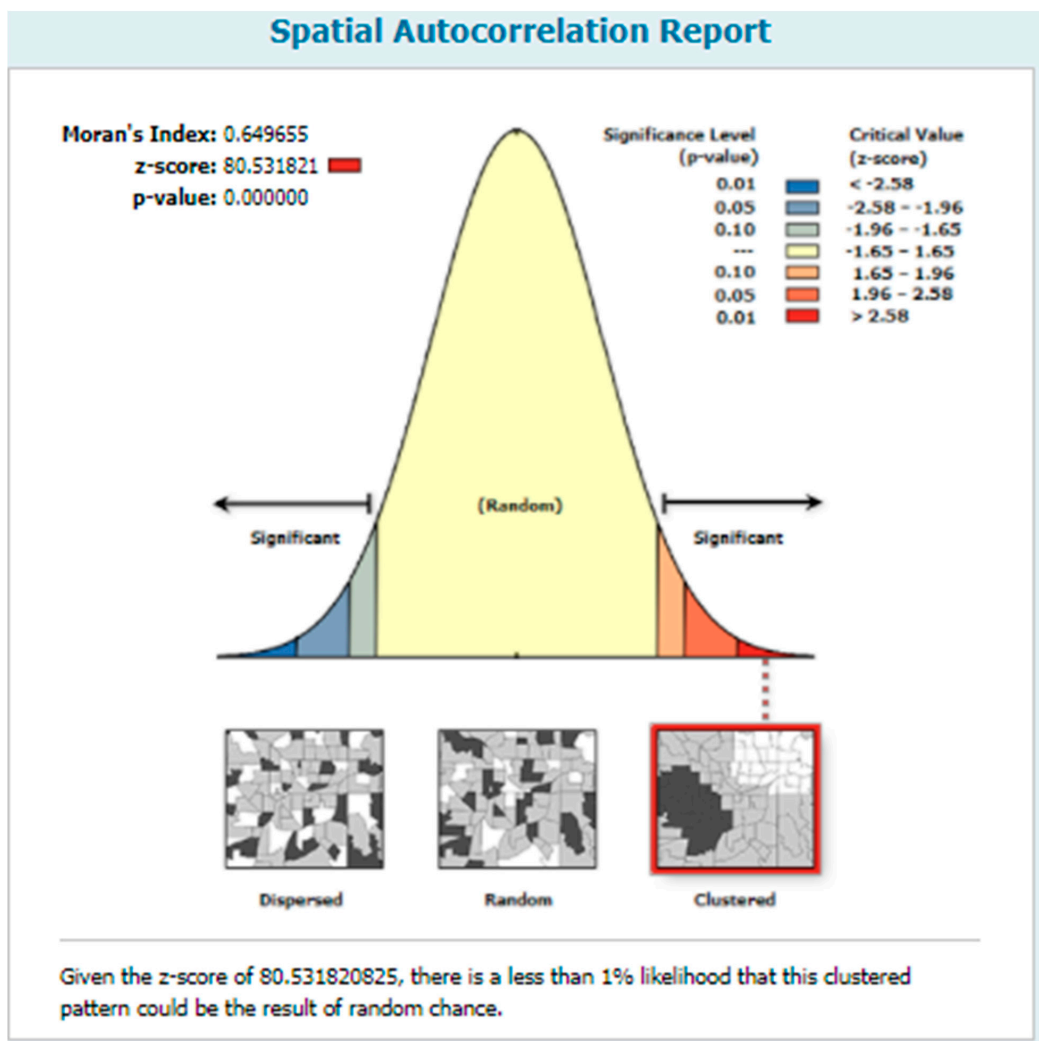 Spatial Autocorrelation Report
Moran's Index: 0.649655
z-score: 80.531821
p-value: 0.000000
Significance Level (p-value)
Critical Value (z-score)
0.01 < -2.58
0.05 -2.58 – -1.96
0.10 -1.96 – -1.65
--- -1.65 – 1.65
0.10 1.65 – 1.96
0.05 1.96 – 2.58
0.01 > 2.58
(Random)
Significant
Significant
Dispersed
Random
Clustered
Given the z-score of 80.531820825, there is a less than 1% likelihood that this clustered
pattern could be the result of random chance.